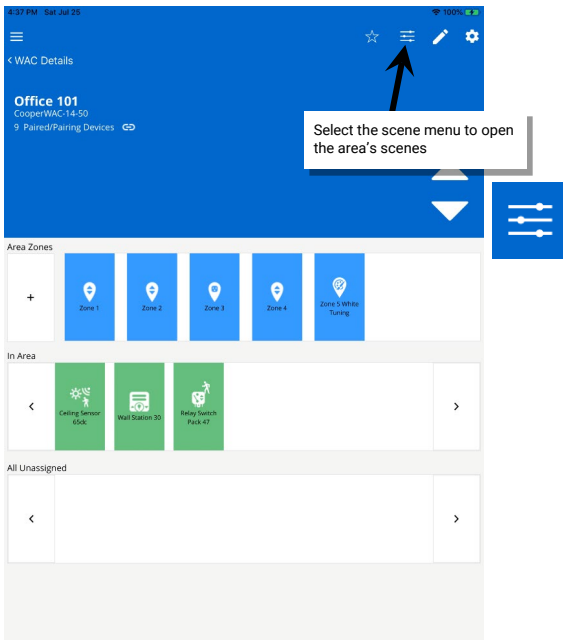 4:37 PM Sat Jul 25
100%
< WAC Details
Office 101
CooperWAC-14-50
9 Paired/Pairing Devices
Select the scene menu to open
the area's scenes
Area Zones
+
Zone 1
Zone 2
Zone 3
Zone 4
Zone 5 White
Tuning
In Area
<
Ceiling Sensor
65dc
Wall Station 30
Relay Switch
Pack 47
>
All Unassigned
<
>